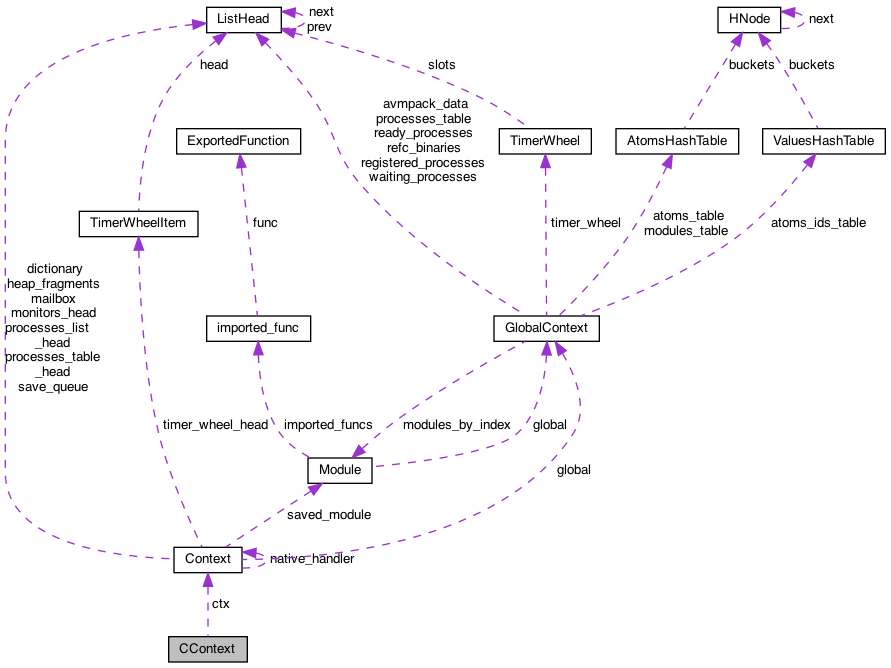 ListHead
next
prev
HNode
next
head
slots
buckets
buckets
avmpack_data
processes_table
ready_processes
refc_binaries
registered_processes
waiting_processes
ExportedFunction
TimerWheel
AtomsHashTable
ValuesHashTable
TimerWheelItem
func
timer_wheel
atoms_table
modules_table
atoms_ids_table
dictionary
heap_fragments
mailbox
monitors_head
processes_list
_head
processes_table
_head
save_queue
imported_func
GlobalContext
timer_wheel_head
imported_funcs
modules_by_index
global
Module
global
saved_module
Context
native_handler
ctx
CContext